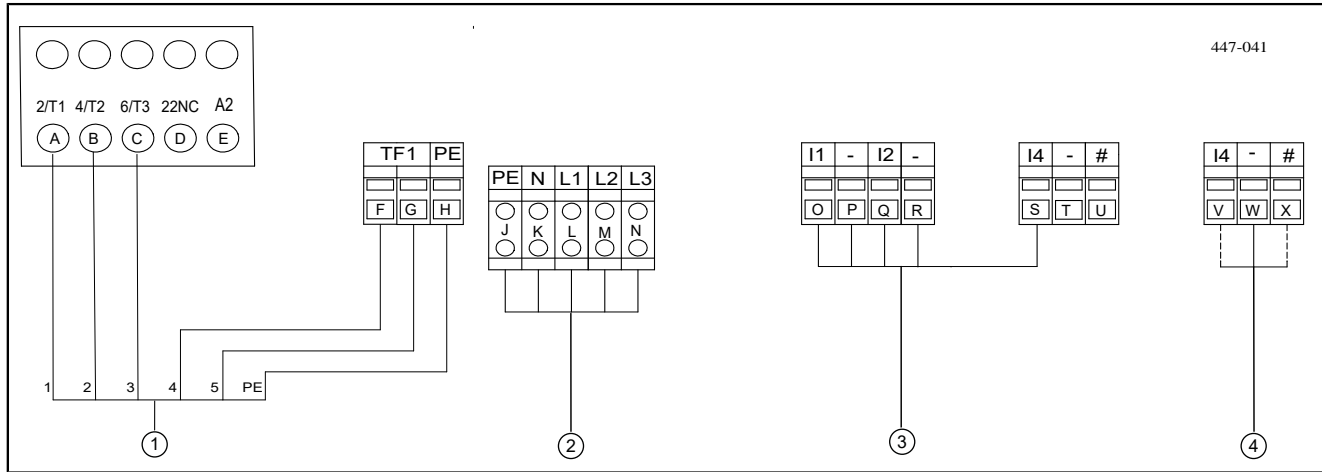 447-041
2/T1 4/T2 6/T3 22NC A2
A B C D E
TF1 PE
F G H
PE N L1 L2 L3
J K L M N
I1 - I2 -
O P Q R
I4 - #
S T U
I4 - #
V W X
1 2 3 4 5 PE
1 2 3 4